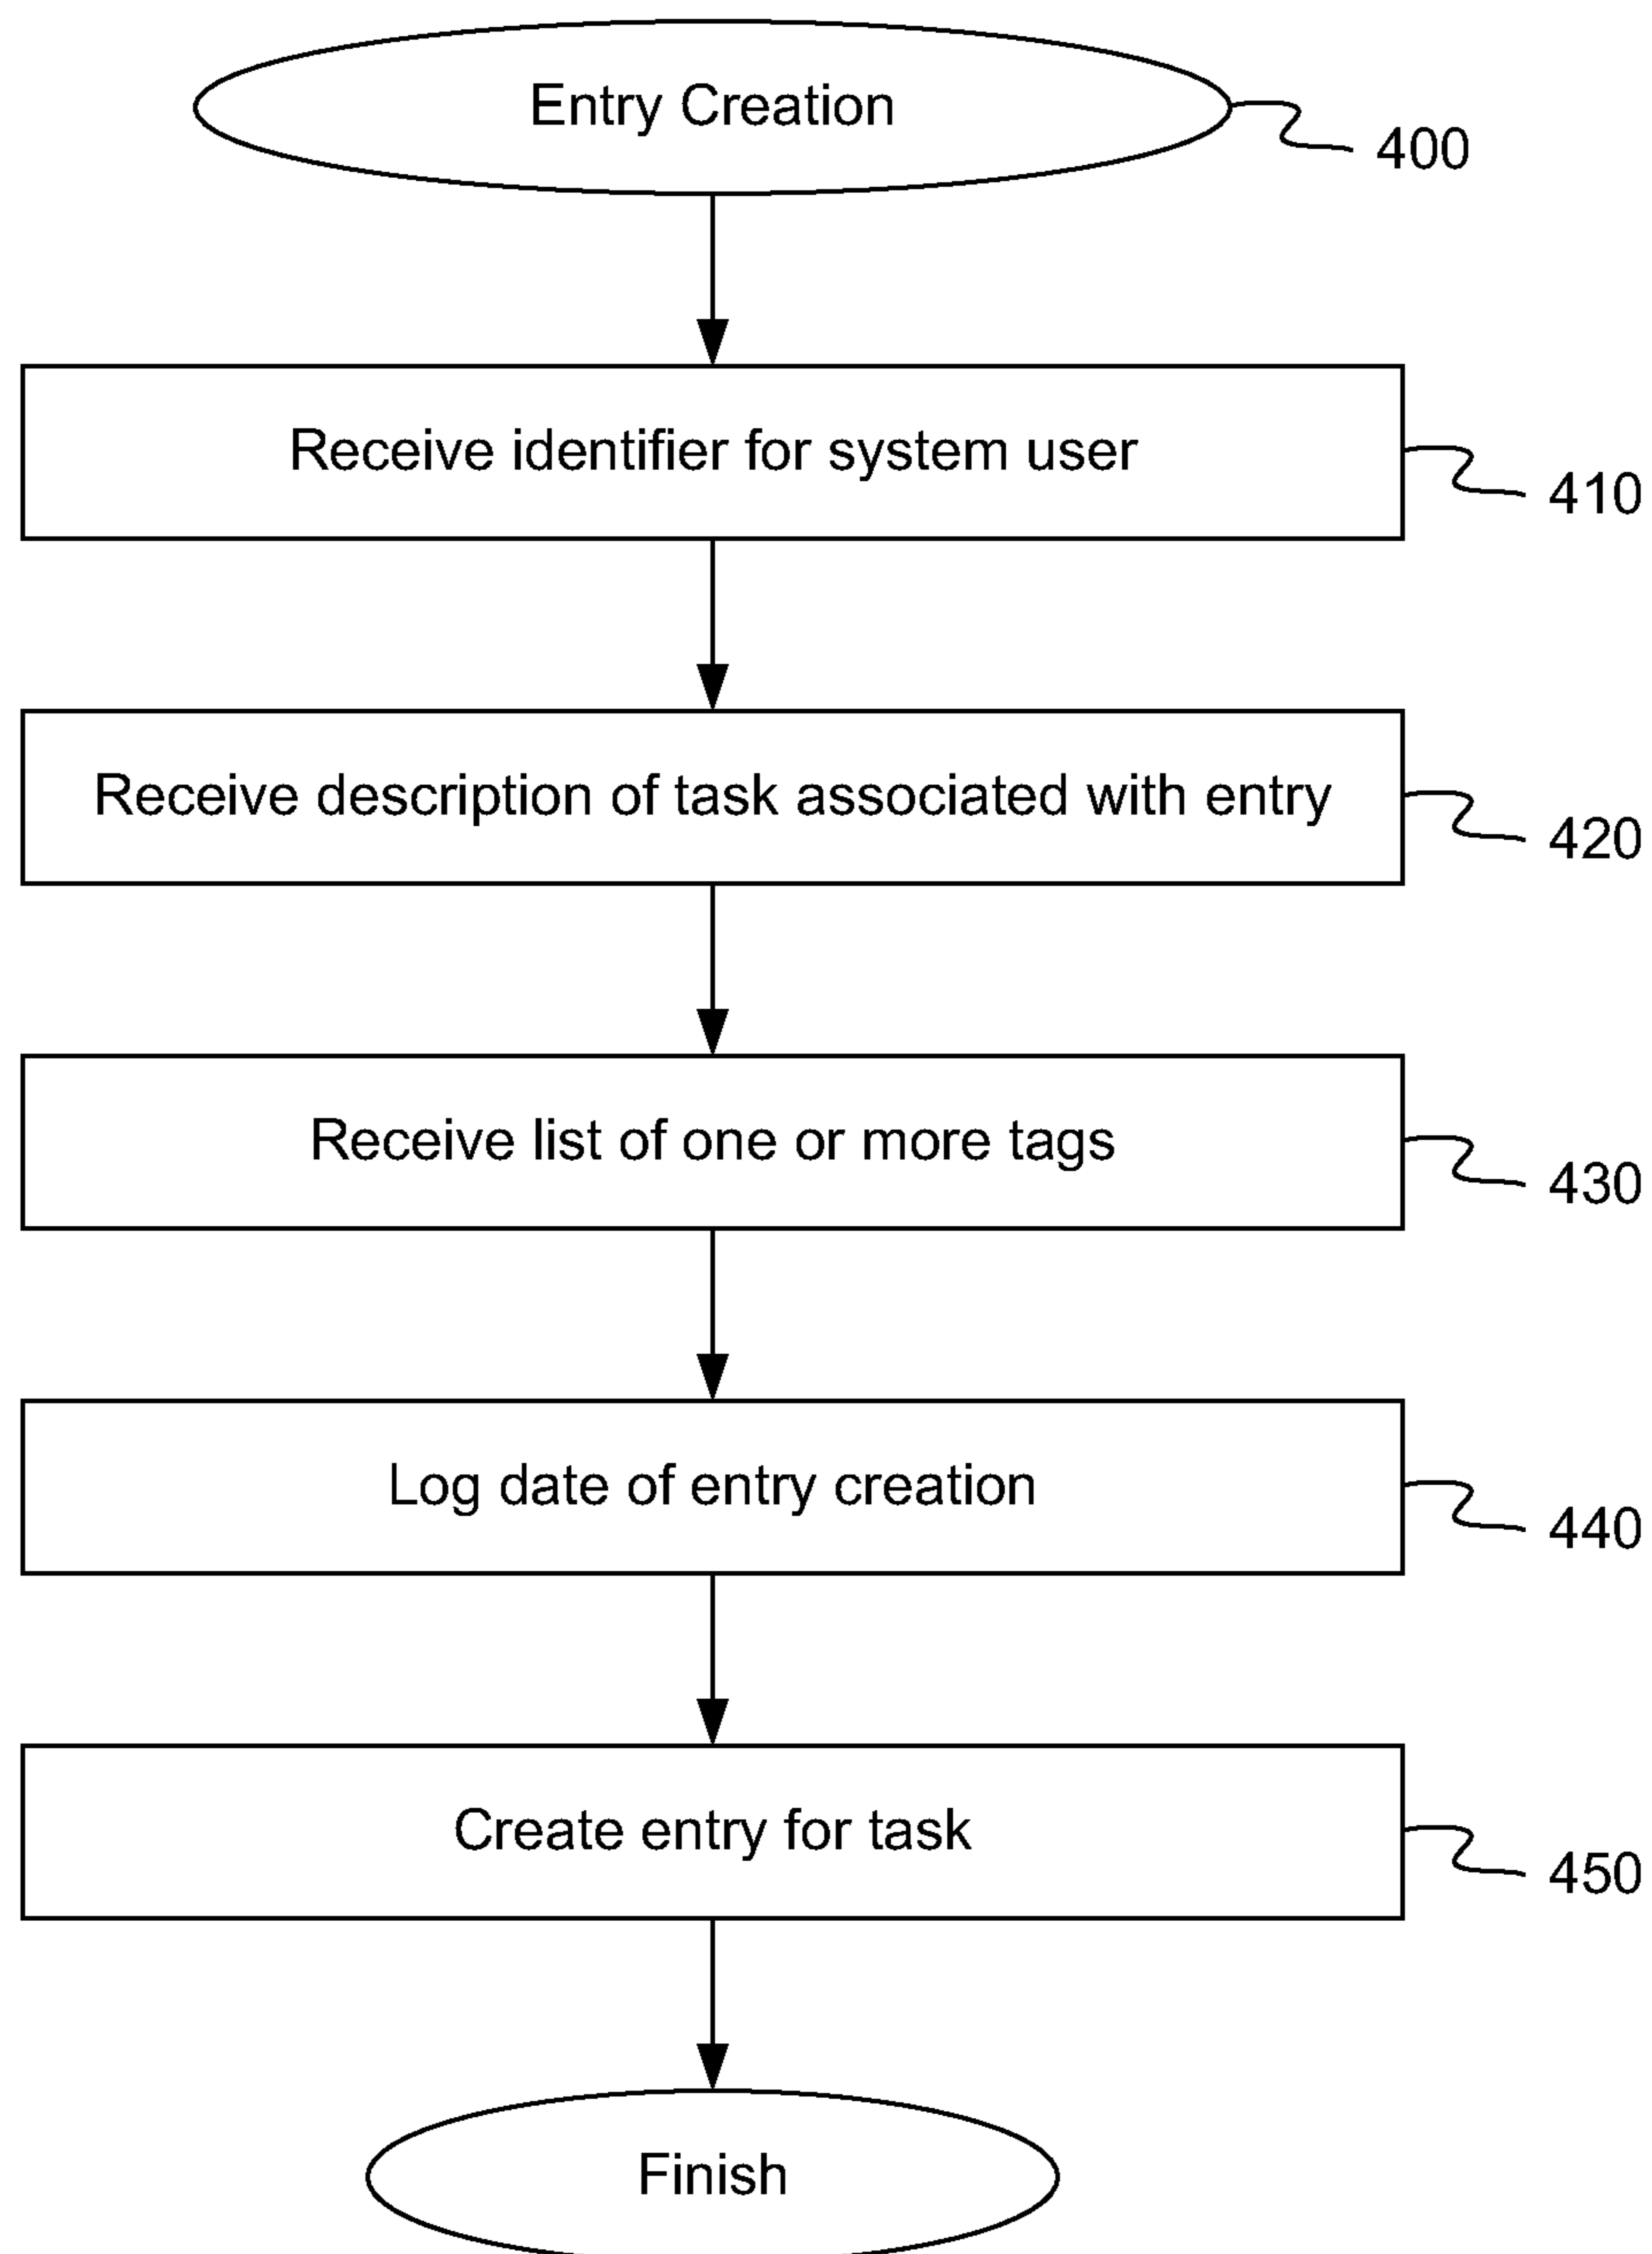 Entry Creation
400
Receive identifier for system user
410
Receive description of task associated with entry
420
Receive list of one or more tags
430
Log date of entry creation
440
Create entry for task
450
Finish